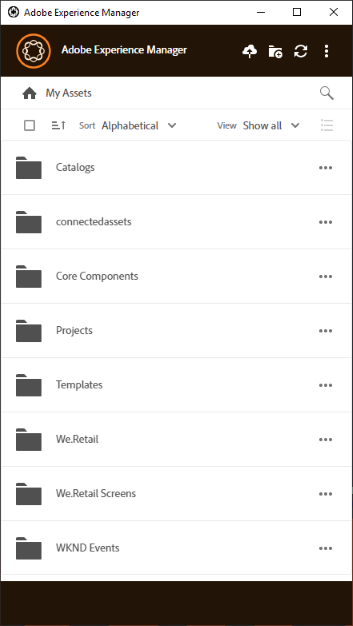 Adobe Experience Manager
Adobe Experience Manager
My Assets
Sort Alphabetical View Show all
Catalogs
connectedassets
Core Components
Projects
Templates
We.Retail
We.Retail Screens
WKND Events